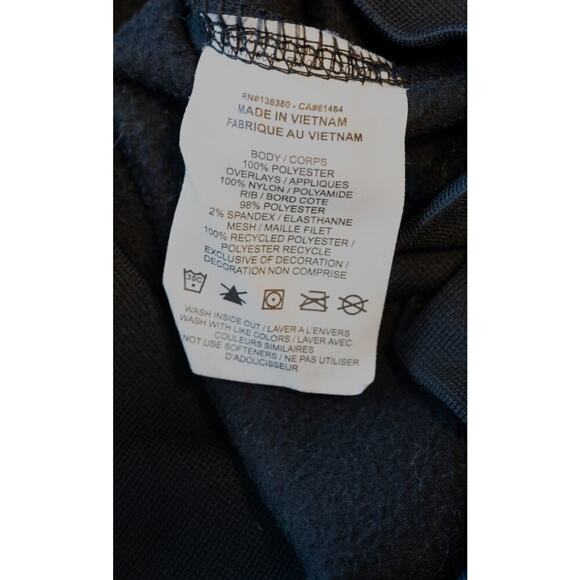 RN#136380 - CA#61484
MADE IN VIETNAM
FABRIQUE AU VIETNAM
BODY / CORPS
100% POLYESTER
OVERLAYS / APPLIQUES
100% NYLON / POLYAMIDE
RIB / BORD COTE
98% POLYESTER
2% SPANDEX / ELASTHANNE
MESH / MAILLE FILET
100% RECYCLED POLYESTER /
POLYESTER RECYCLE
EXCLUSIVE OF DECORATION /
DECORATION NON COMPRISE
30C
WASH INSIDE OUT / LAVER A L'ENVERS
WASH WITH LIKE COLORS / LAVER AVEC
COULEURS SIMILAIRES
NOT USE SOFTENERS / NE PAS UTILISER
D'ADOUCISSEUR